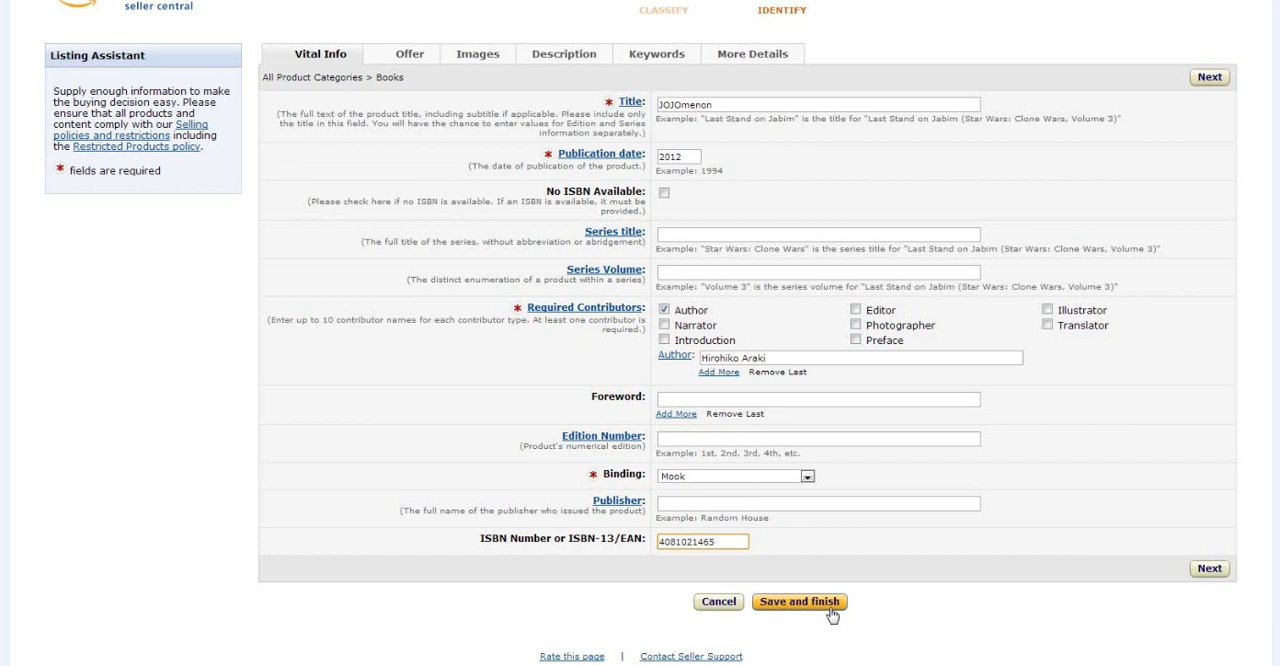 seller central
CLASSIFY IDENTIFY
Listing Assistant
Supply enough information to make
the buying decision easy. Please
ensure that all products and
content comply with our Selling
policies and restrictions including
the Restricted Products policy.
* fields are required
Vital Info Offer Images Description Keywords More Details
All Product Categories > Books Next
* Title: JOJOmenon
(The full text of the product title, including subtitle if applicable. Please include only
the title in this field. You will have the chance to enter values for Edition and Series
information separately.)
Example: "Last Stand on Jabim" is the title for "Last Stand on Jabim (Star Wars: Clone Wars, Volume 3)"
* Publication date: 2012
(The date of publication of the product.) Example: 1994
No ISBN Available:
(Please check here if no ISBN is available. If an ISBN is available, it must be
provided.)
Series title:
(The full title of the series, without abbreviation or abridgement)
Example: "Star Wars: Clone Wars" is the series title for "Last Stand on Jabim (Star Wars: Clone Wars, Volume 3)"
Series Volume:
(The distinct enumeration of a product within a series)
Example: "Volume 3" is the series volume for "Last Stand on Jabim (Star Wars: Clone Wars, Volume 3)"
* Required Contributors:
(Enter up to 10 contributor names for each contributor type. At least one contributor is
required.)
Author Editor Illustrator
Narrator Photographer Translator
Introduction Preface
Author: Hirohiko Araki
Add More Remove Last
Foreword:
Add More Remove Last
Edition Number:
(Product's numerical edition)
Example: 1st, 2nd, 3rd, 4th, etc.
* Binding: Mook
Publisher:
(The full name of the publisher who issued the product)
Example: Random House
ISBN Number or ISBN-13/EAN: 4081021465
Next
Cancel Save and finish
Rate this page | Contact Seller Support